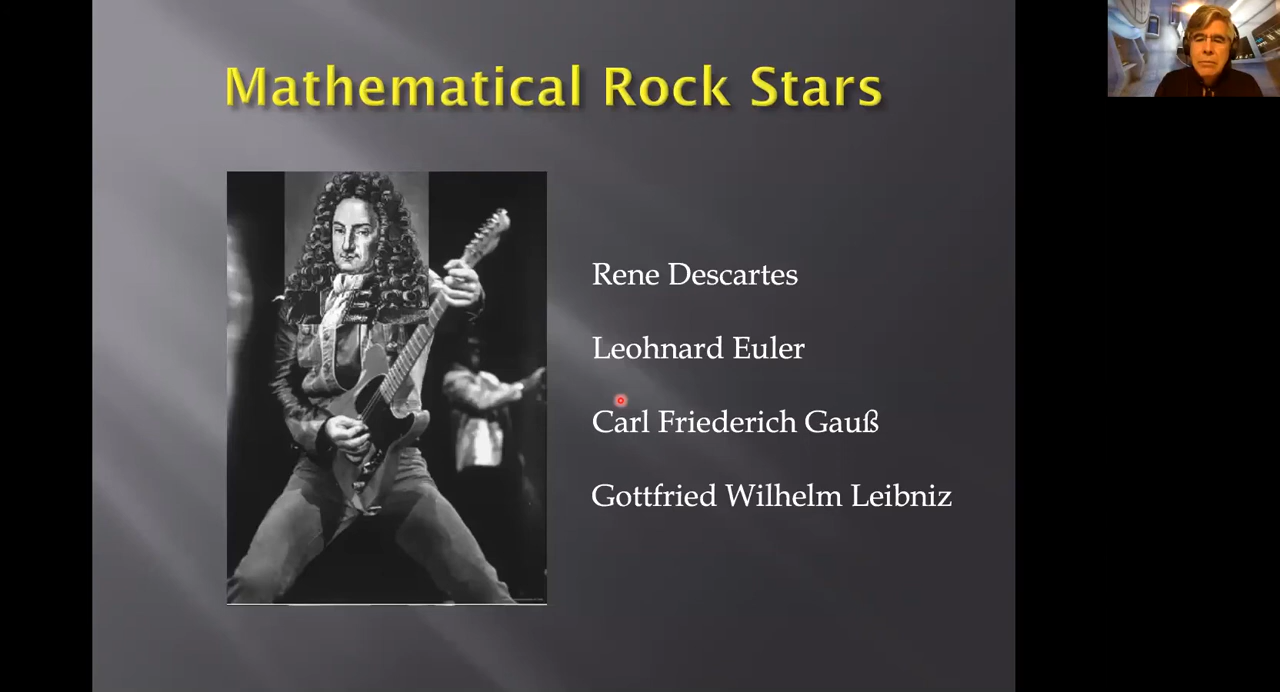 Mathematical Rock Stars
Rene Descartes
Leohnard Euler
Carl Friederich Gauß
Gottfried Wilhelm Leibniz